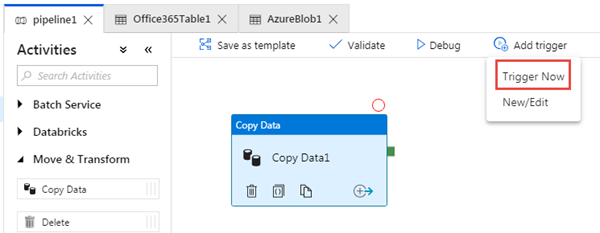 pipeline1
Office365Table1
AzureBlob1
Activities
Search Activities
Batch Service
Databricks
Move & Transform
Copy Data
Delete
Save as template
Validate
Debug
Add trigger
Trigger Now
New/Edit
Copy Data
Copy Data1